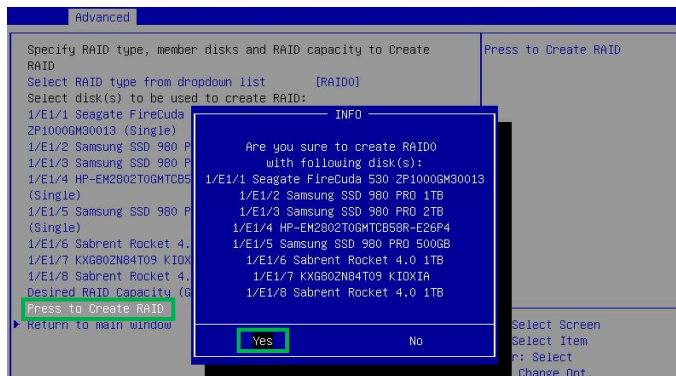 Advanced
Specify RAID type, member disks and RAID capacity to Create
RAID
Select RAID type from dropdown list [RAID0]
Select disk(s) to be used to create RAID:
1/E1/1 Seagate FireCuda
ZP1000GM30013 (Single)
1/E1/2 Samsung SSD 980 P
1/E1/3 Samsung SSD 980 P
1/E1/4 HP-EM2802T0GMTCB5
(Single)
1/E1/5 Samsung SSD 980 P
(Single)
1/E1/6 Sabrent Rocket 4.
1/E1/7 KXG80ZN84T09 KIOX
1/E1/8 Sabrent Rocket 4.
Desired RAID Capacity (G
Press to Create RAID
Return to main window
INFO
Are you sure to create RAID0
with following disk(s):
1/E1/1 Seagate FireCuda 530 ZP1000GM30013
1/E1/2 Samsung SSD 980 PRO 1TB
1/E1/3 Samsung SSD 980 PRO 2TB
1/E1/4 HP-EM2802T0GMTCB58R-E26P4
1/E1/5 Samsung SSD 980 PRO 500GB
1/E1/6 Sabrent Rocket 4.0 1TB
1/E1/7 KXG80ZN84T09 KIOXIA
1/E1/8 Sabrent Rocket 4.0 1TB
Yes No
Press to Create RAID
Select Screen
Select Item
r: Select
Change Opt.